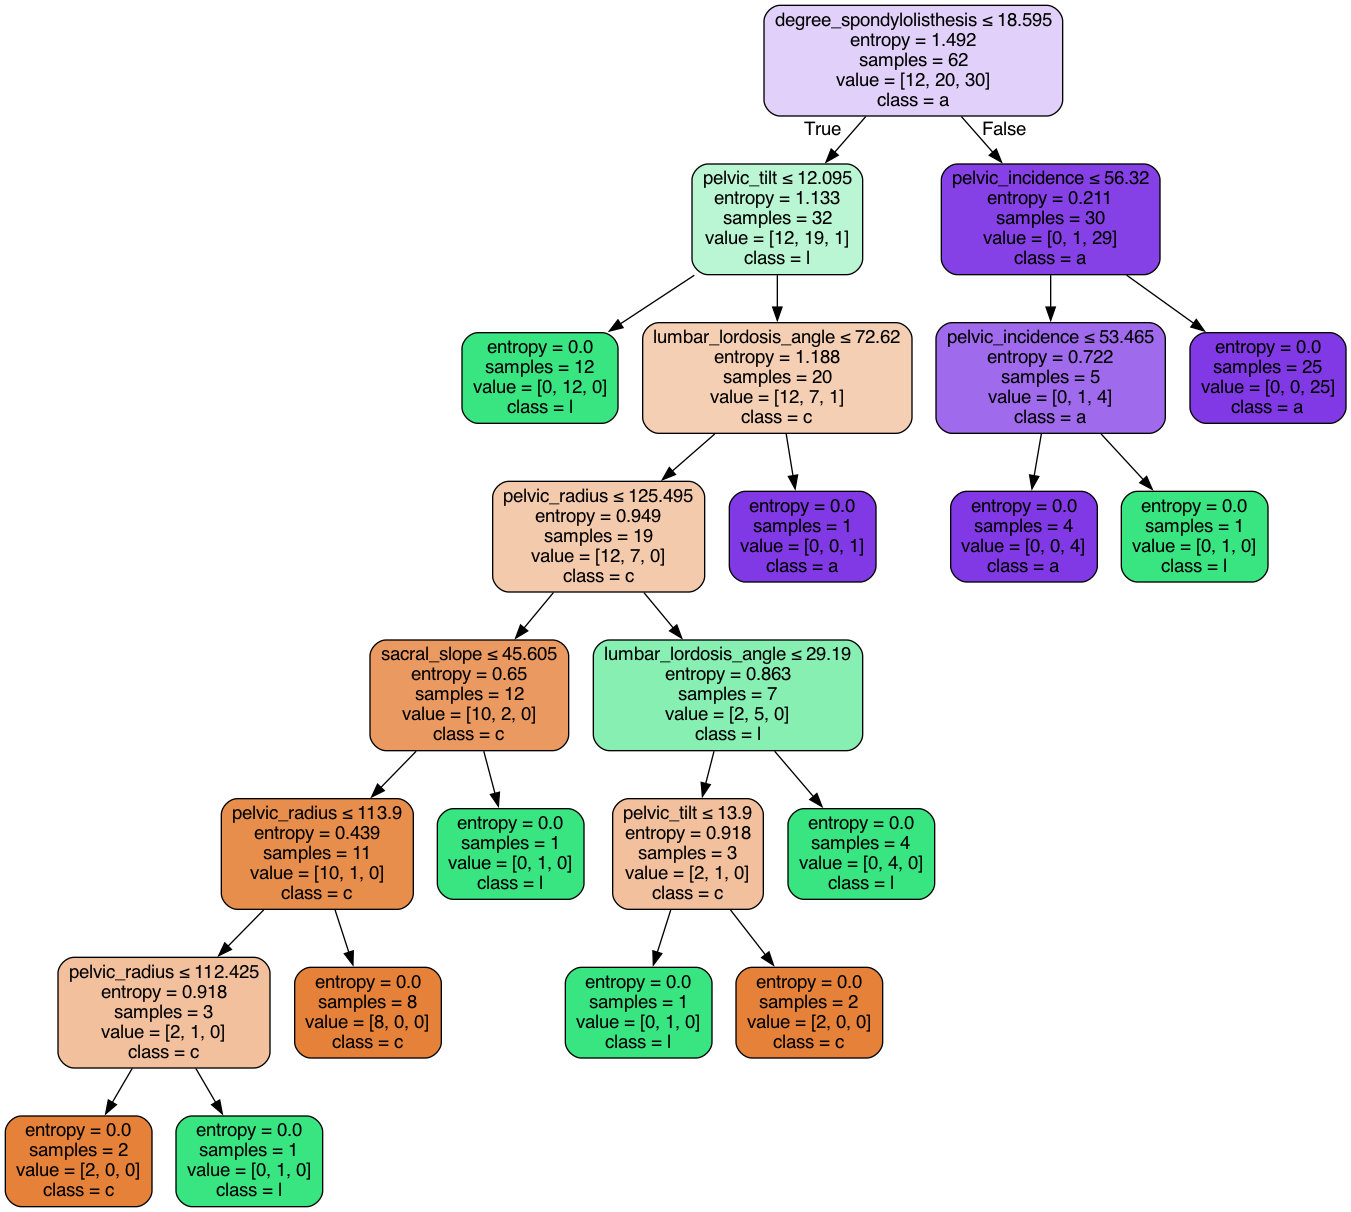 degree_spondylolisthesis ≤ 18.595
entropy = 1.492
samples = 62
value = [12, 20, 30]
class = a
True
False
pelvic_tilt ≤ 12.095
entropy = 1.133
samples = 32
value = [12, 19, 1]
class = l
pelvic_incidence ≤ 56.32
entropy = 0.211
samples = 30
value = [0, 1, 29]
class = a
entropy = 0.0
samples = 12
value = [0, 12, 0]
class = l
lumbar_lordosis_angle ≤ 72.62
entropy = 1.188
samples = 20
value = [12, 7, 1]
class = c
pelvic_incidence ≤ 53.465
entropy = 0.722
samples = 5
value = [0, 1, 4]
class = a
entropy = 0.0
samples = 25
value = [0, 0, 25]
class = a
pelvic_radius ≤ 125.495
entropy = 0.949
samples = 19
value = [12, 7, 0]
class = c
entropy = 0.0
samples = 1
value = [0, 0, 1]
class = a
entropy = 0.0
samples = 4
value = [0, 0, 4]
class = a
entropy = 0.0
samples = 1
value = [0, 1, 0]
class = l
sacral_slope ≤ 45.605
entropy = 0.65
samples = 12
value = [10, 2, 0]
class = c
lumbar_lordosis_angle ≤ 29.19
entropy = 0.863
samples = 7
value = [2, 5, 0]
class = l
pelvic_radius ≤ 113.9
entropy = 0.439
samples = 11
value = [10, 1, 0]
class = c
entropy = 0.0
samples = 1
value = [0, 1, 0]
class = l
pelvic_tilt ≤ 13.9
entropy = 0.918
samples = 3
value = [2, 1, 0]
class = c
entropy = 0.0
samples = 4
value = [0, 4, 0]
class = l
pelvic_radius ≤ 112.425
entropy = 0.918
samples = 3
value = [2, 1, 0]
class = c
entropy = 0.0
samples = 8
value = [8, 0, 0]
class = c
entropy = 0.0
samples = 1
value = [0, 1, 0]
class = l
entropy = 0.0
samples = 2
value = [2, 0, 0]
class = c
entropy = 0.0
samples = 2
value = [2, 0, 0]
class = c
entropy = 0.0
samples = 1
value = [0, 1, 0]
class = l